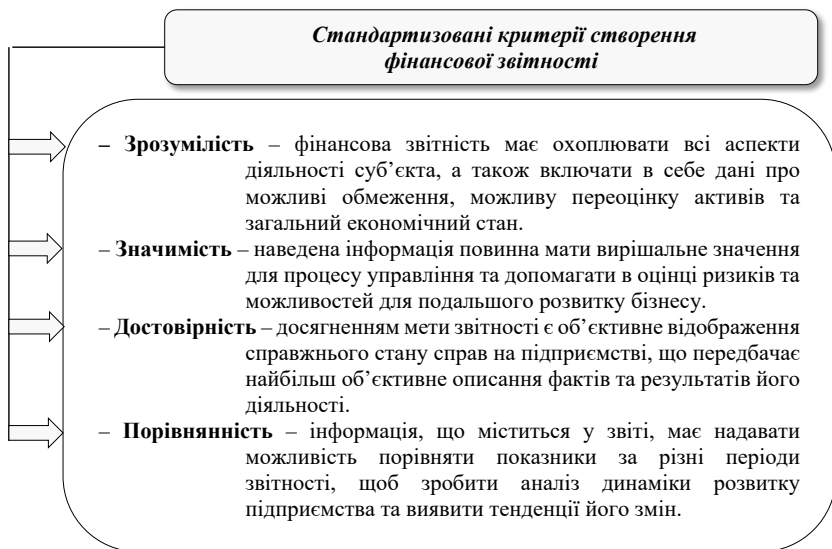 Стандартизовані критерії створення
фінансової звітності
– Зрозумілість – фінансова звітність має охоплювати всі аспекти
діяльності суб’єкта, а також включати в себе дані про
можливі обмеження, можливу переоцінку активів та
загальний економічний стан.
– Значимість – наведена інформація повинна мати вирішальне значення
для процесу управління та допомагати в оцінці ризиків та
можливостей для подальшого розвитку бізнесу.
– Достовірність – досягненням мети звітності є об’єктивне відображення
справжнього стану справ на підприємстві, що передбачає
найбільш об’єктивне описання фактів та результатів його
діяльності.
– Порівнянність – інформація, що міститься у звіті, має надавати
можливість порівняти показники за різні періоди
звітності, щоб зробити аналіз динаміки розвитку
підприємства та виявити тенденції його змін.